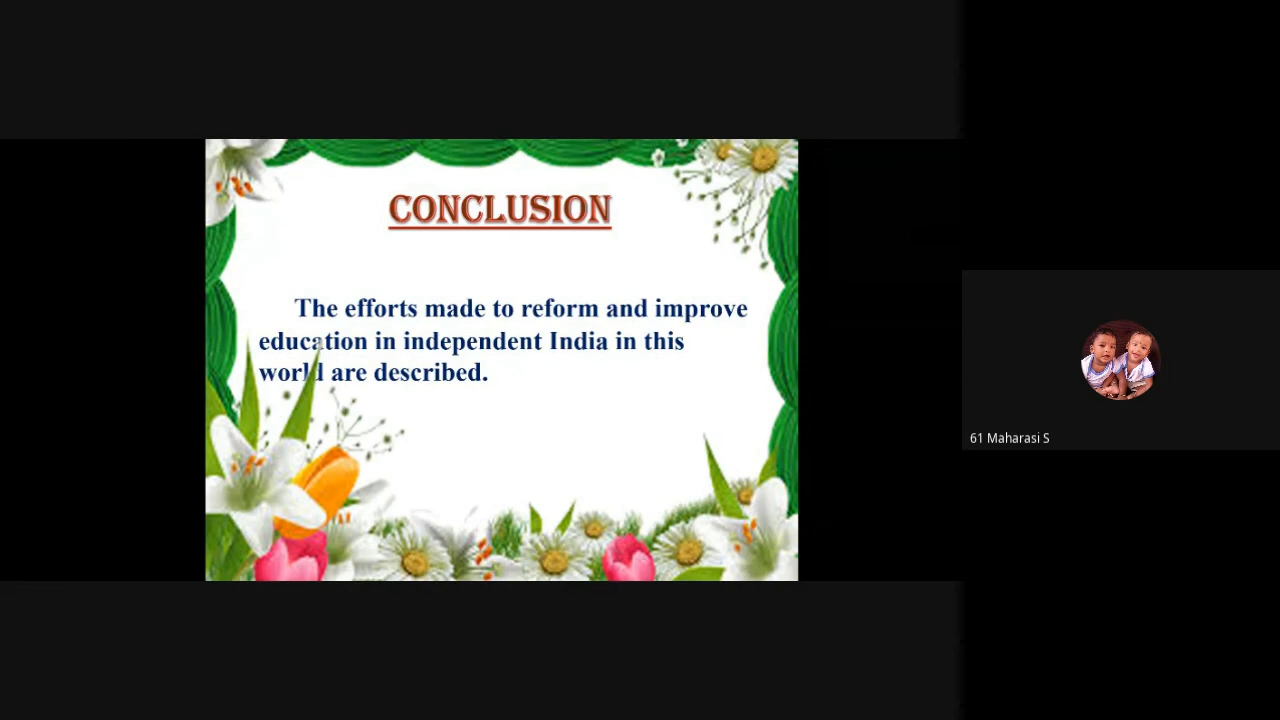 CONCLUSION
The efforts made to reform and improve
education in independent India in this
world are described.
61 Maharasi S